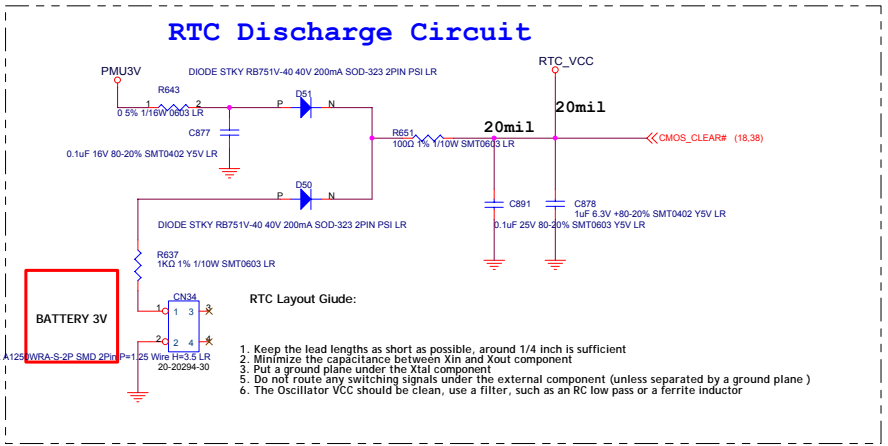 RTC Discharge Circuit
PMU3V
DIODE STKY RB751V-40 40V 200mA SOD-323 2PIN PSI LR
RTC_VCC
R643
1 2
0 5% 1/16W 0603 LR
D51
P N
C877
0.1uF 16V 80-20% SMT0402 Y5V LR
R651
100Ω 1% 1/10W SMT0603 LR
20mil
20mil
CMOS_CLEAR# (18,38)
D50
P N
DIODE STKY RB751V-40 40V 200mA SOD-323 2PIN PSI LR
C891
0.1uF 25V 80-20% SMT0603 Y5V LR
C878
1uF 6.3V +80-20% SMT0402 Y5V LR
R637
1KΩ 1% 1/10W SMT0603 LR
BATTERY 3V
CN34
1 1 3 3
2 2 4 4
A1250WRA-S-2P SMD 2Pin P=1.25 Wire H=3.5 LR
20-20294-30
RTC Layout Giude:
1. Keep the lead lengths as short as possible, around 1/4 inch is sufficient
2. Minimize the capacitance between Xin and Xout component
3. Put a ground plane under the Xtal component
5. Do not route any switching signals under the external component (unless separated by a ground plane )
6. The Oscillator VCC should be clean, use a filter, such as an RC low pass or a ferrite inductor